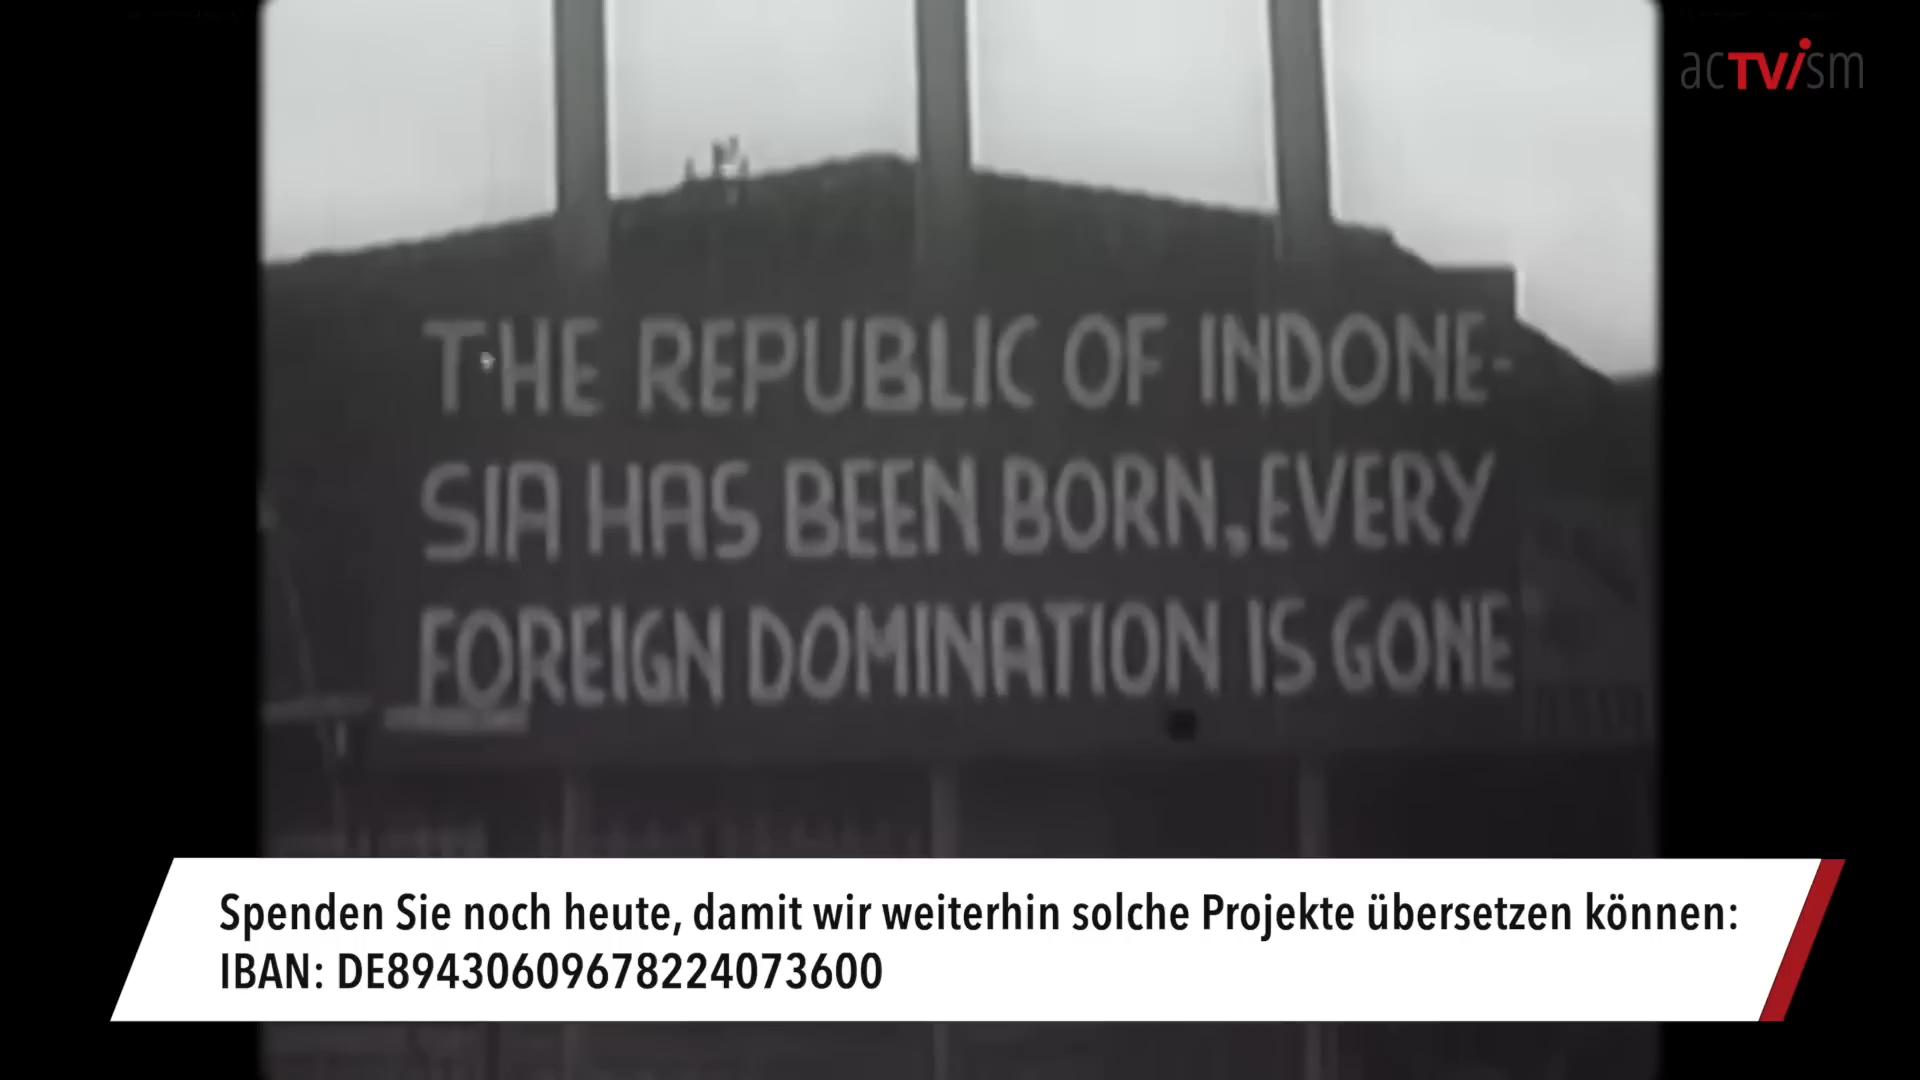 acTVism
THE REPUBLIC OF INDONE-
SIA HAS BEEN BORN, EVERY
FOREIGN DOMINATION IS GONE
Spenden Sie noch heute, damit wir weiterhin solche Projekte übersetzen können:
IBAN: DE89430609678224073600